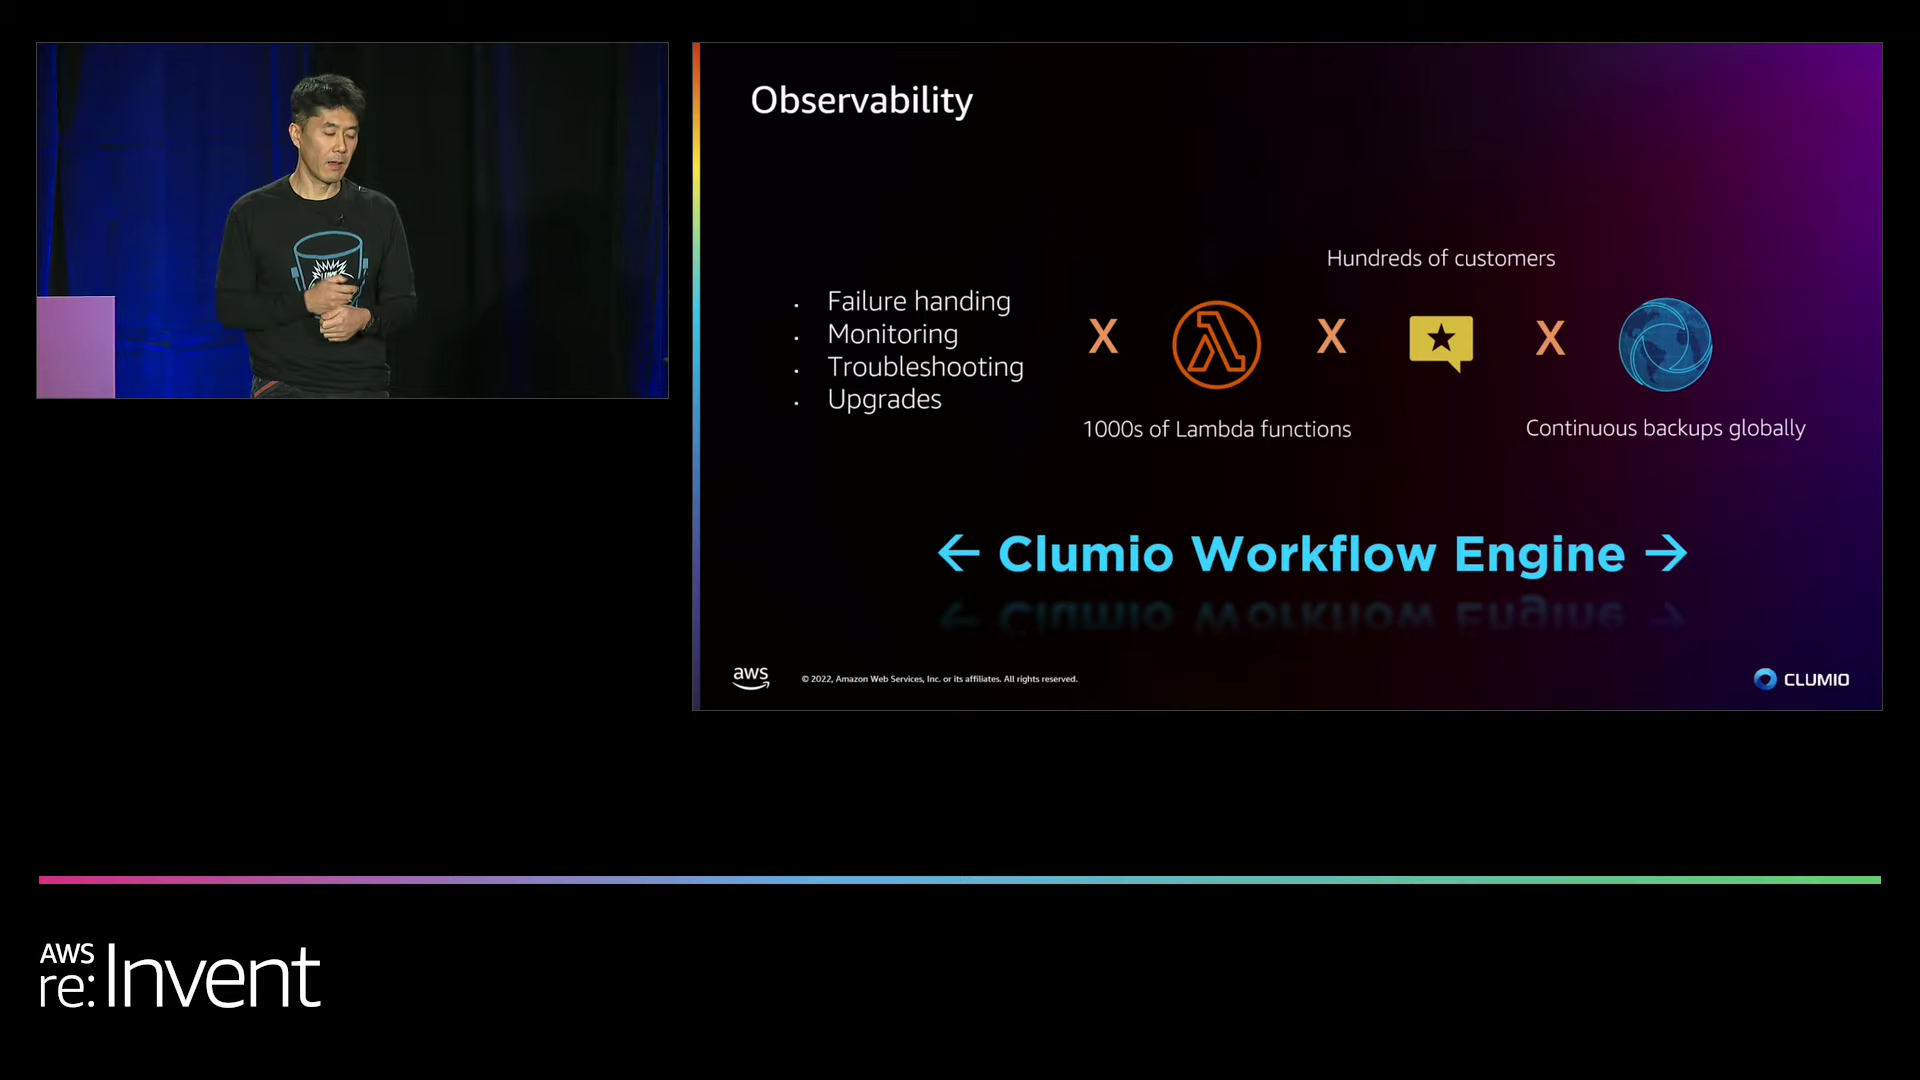 Observability
Hundreds of customers
· Failure handing
· Monitoring
· Troubleshooting
· Upgrades
X
X
X
1000s of Lambda functions
Continuous backups globally
← Clumio Workflow Engine →
aws
© 2022, Amazon Web Services, Inc. or its affiliates. All rights reserved.
CLUMIO
AWS
re:Invent